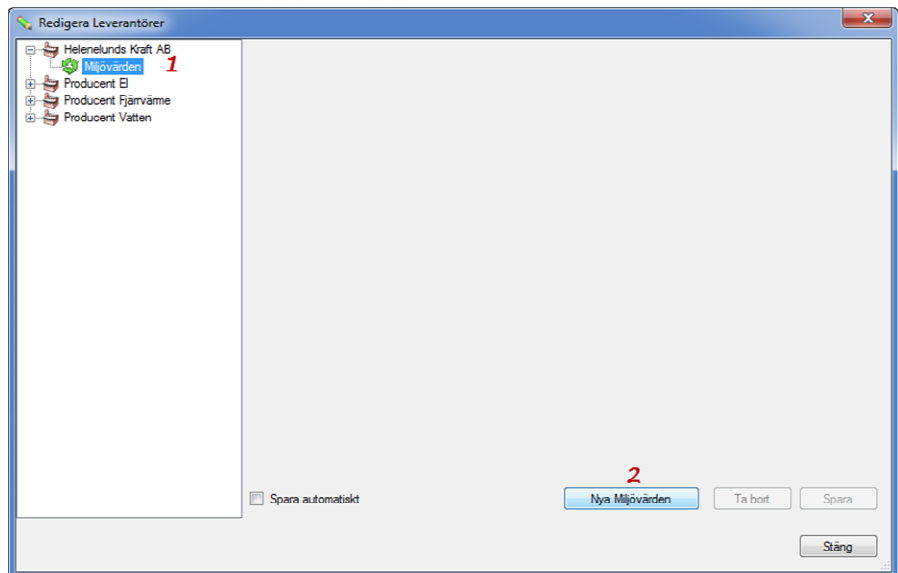 Redigera Leverantörer
Helenelunds Kraft AB
Miljövärden 1
Producent El
Producent Fjärrvärme
Producent Vatten
2
Spara automatiskt Nya Miljövärden Ta bort Spara
Stäng